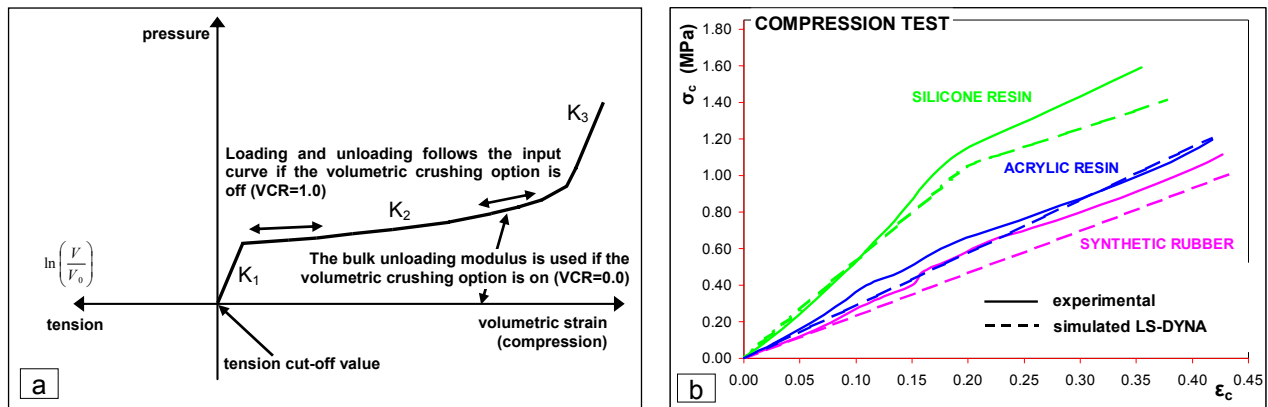 pressure
K₃
Loading and unloading follows the input
curve if the volumetric crushing option is
off (VCR=1.0)
K₂
ln(V/V₀)
K₁
The bulk unloading modulus is used if the
volumetric crushing option is on (VCR=0.0)
tension
volumetric strain
(compression)
tension cut-off value
a
COMPRESSION TEST
σc (MPa)
1.80
1.60
1.40
1.20
1.00
0.80
0.60
0.40
0.20
0.00
SILICONE RESIN
ACRYLIC RESIN
SYNTHETIC RUBBER
experimental
simulated LS-DYNA
0.00 0.05 0.10 0.15 0.20 0.25 0.30 0.35 0.40 0.45
εc
b